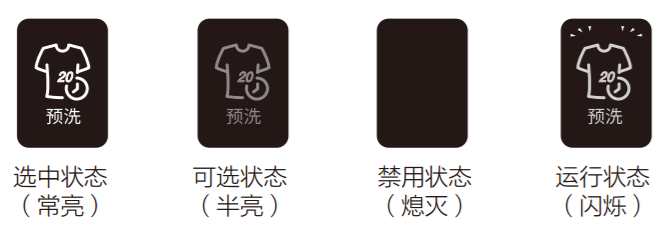 20
预洗
选中状态
（常亮）
20
预洗
可选状态
（半亮）
禁用状态
（熄灭）
20
预洗
运行状态
（闪烁）